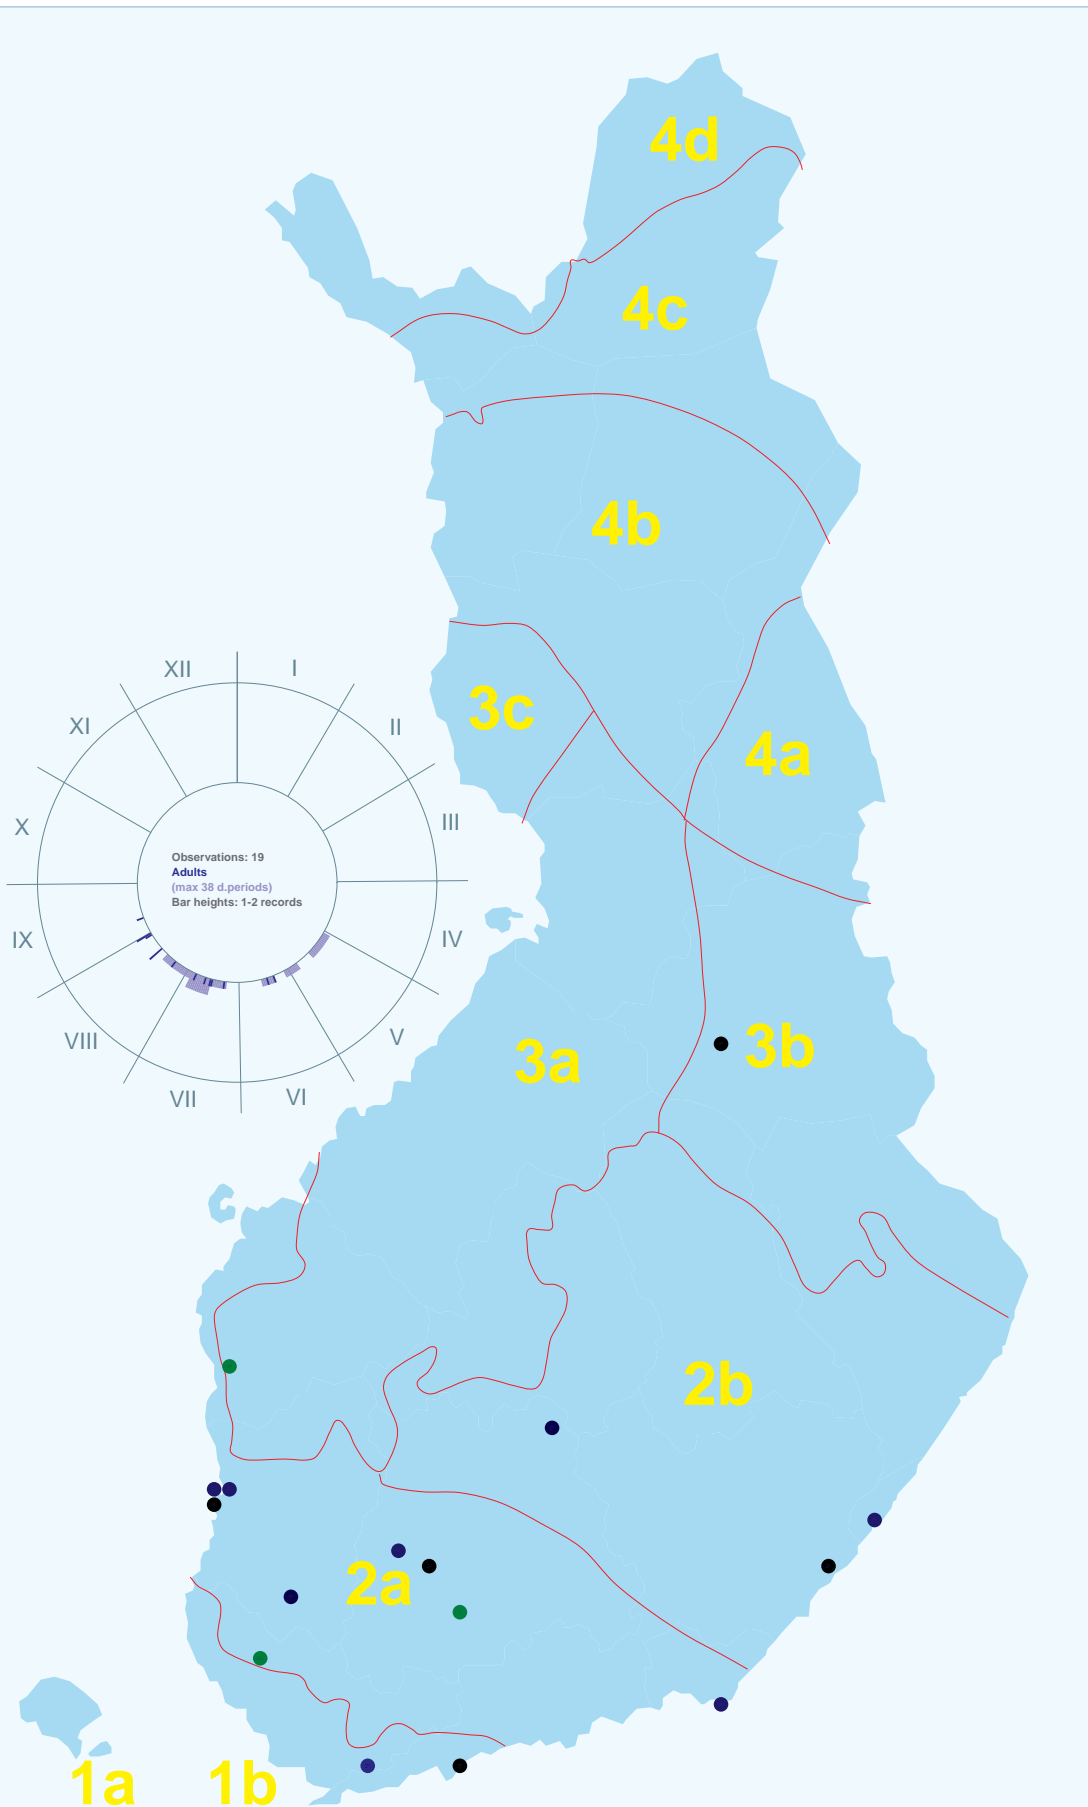 4d
4c
4b
3c
4a
XII
I
XI
II
X
III
Observations: 19
Adults
(max 38 d.periods)
Bar heights: 1-2 records
IX
IV
VIII
V
VII
VI
3a
3b
2b
2a
1a
1b